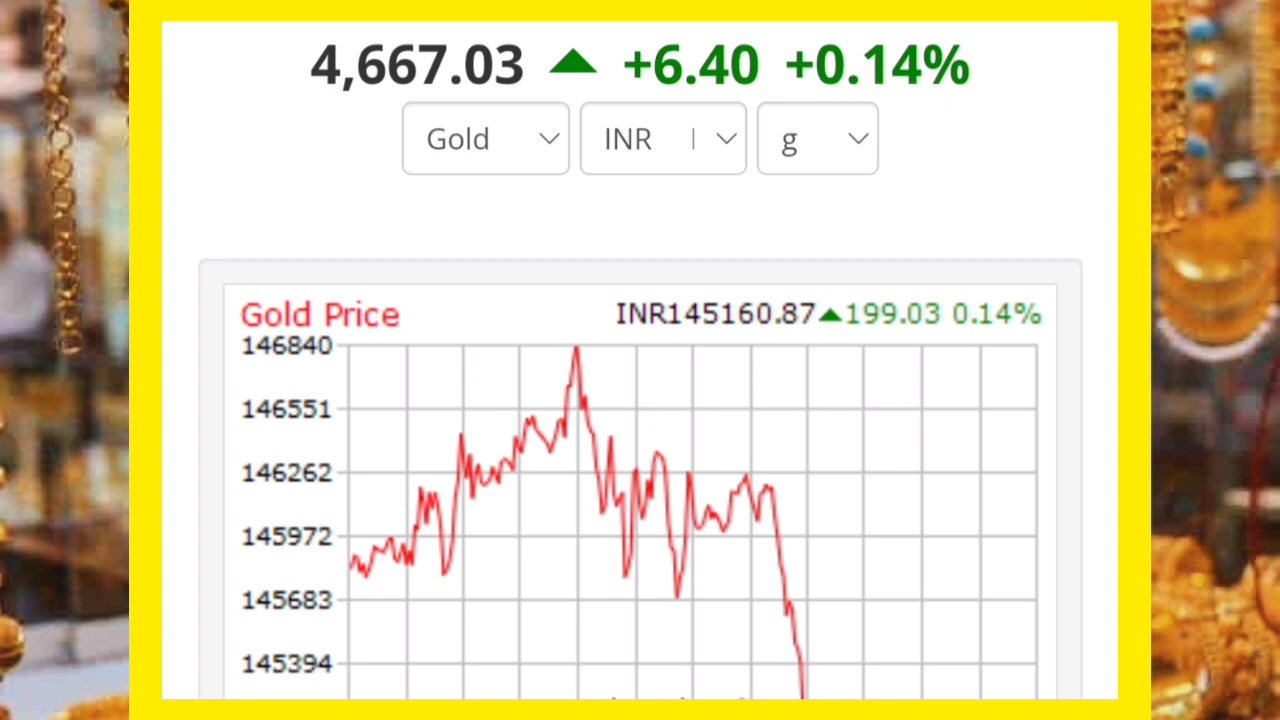 4,667.03 ▲ +6.40 +0.14%
Gold INR g
Gold Price INR145160.87▲199.03 0.14%
146840
146551
146262
145972
145683
145394